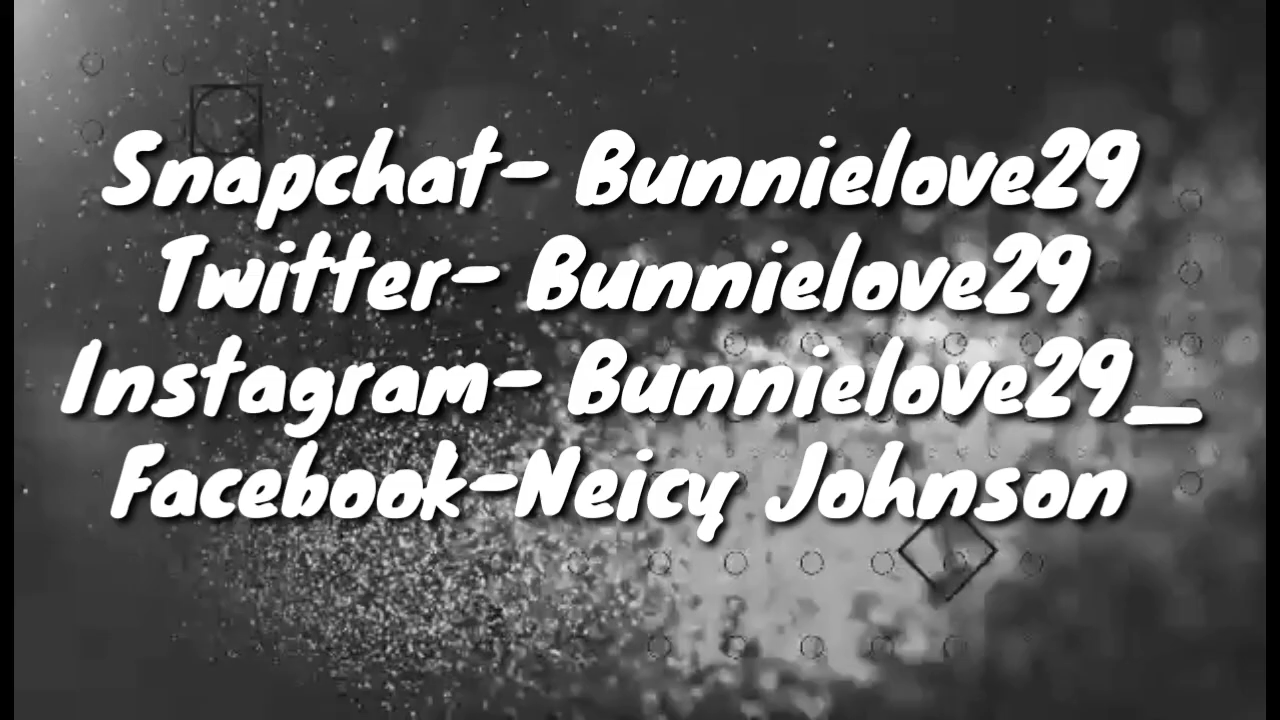 Snapchat- Bunnielove29
Twitter- Bunnielove29
Instagram- Bunnielove29_
Facebook-Neicy Johnson